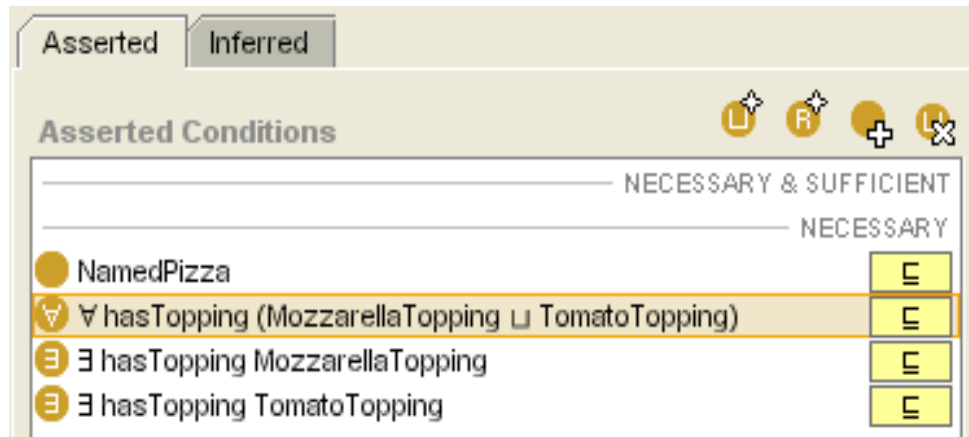 Asserted Inferred
Asserted Conditions
NECESSARY & SUFFICIENT
NECESSARY
NamedPizza ⊑
∀ ∀ hasTopping (MozzarellaTopping ⊔ TomatoTopping) ⊑
∃ ∃ hasTopping MozzarellaTopping ⊑
∃ ∃ hasTopping TomatoTopping ⊑